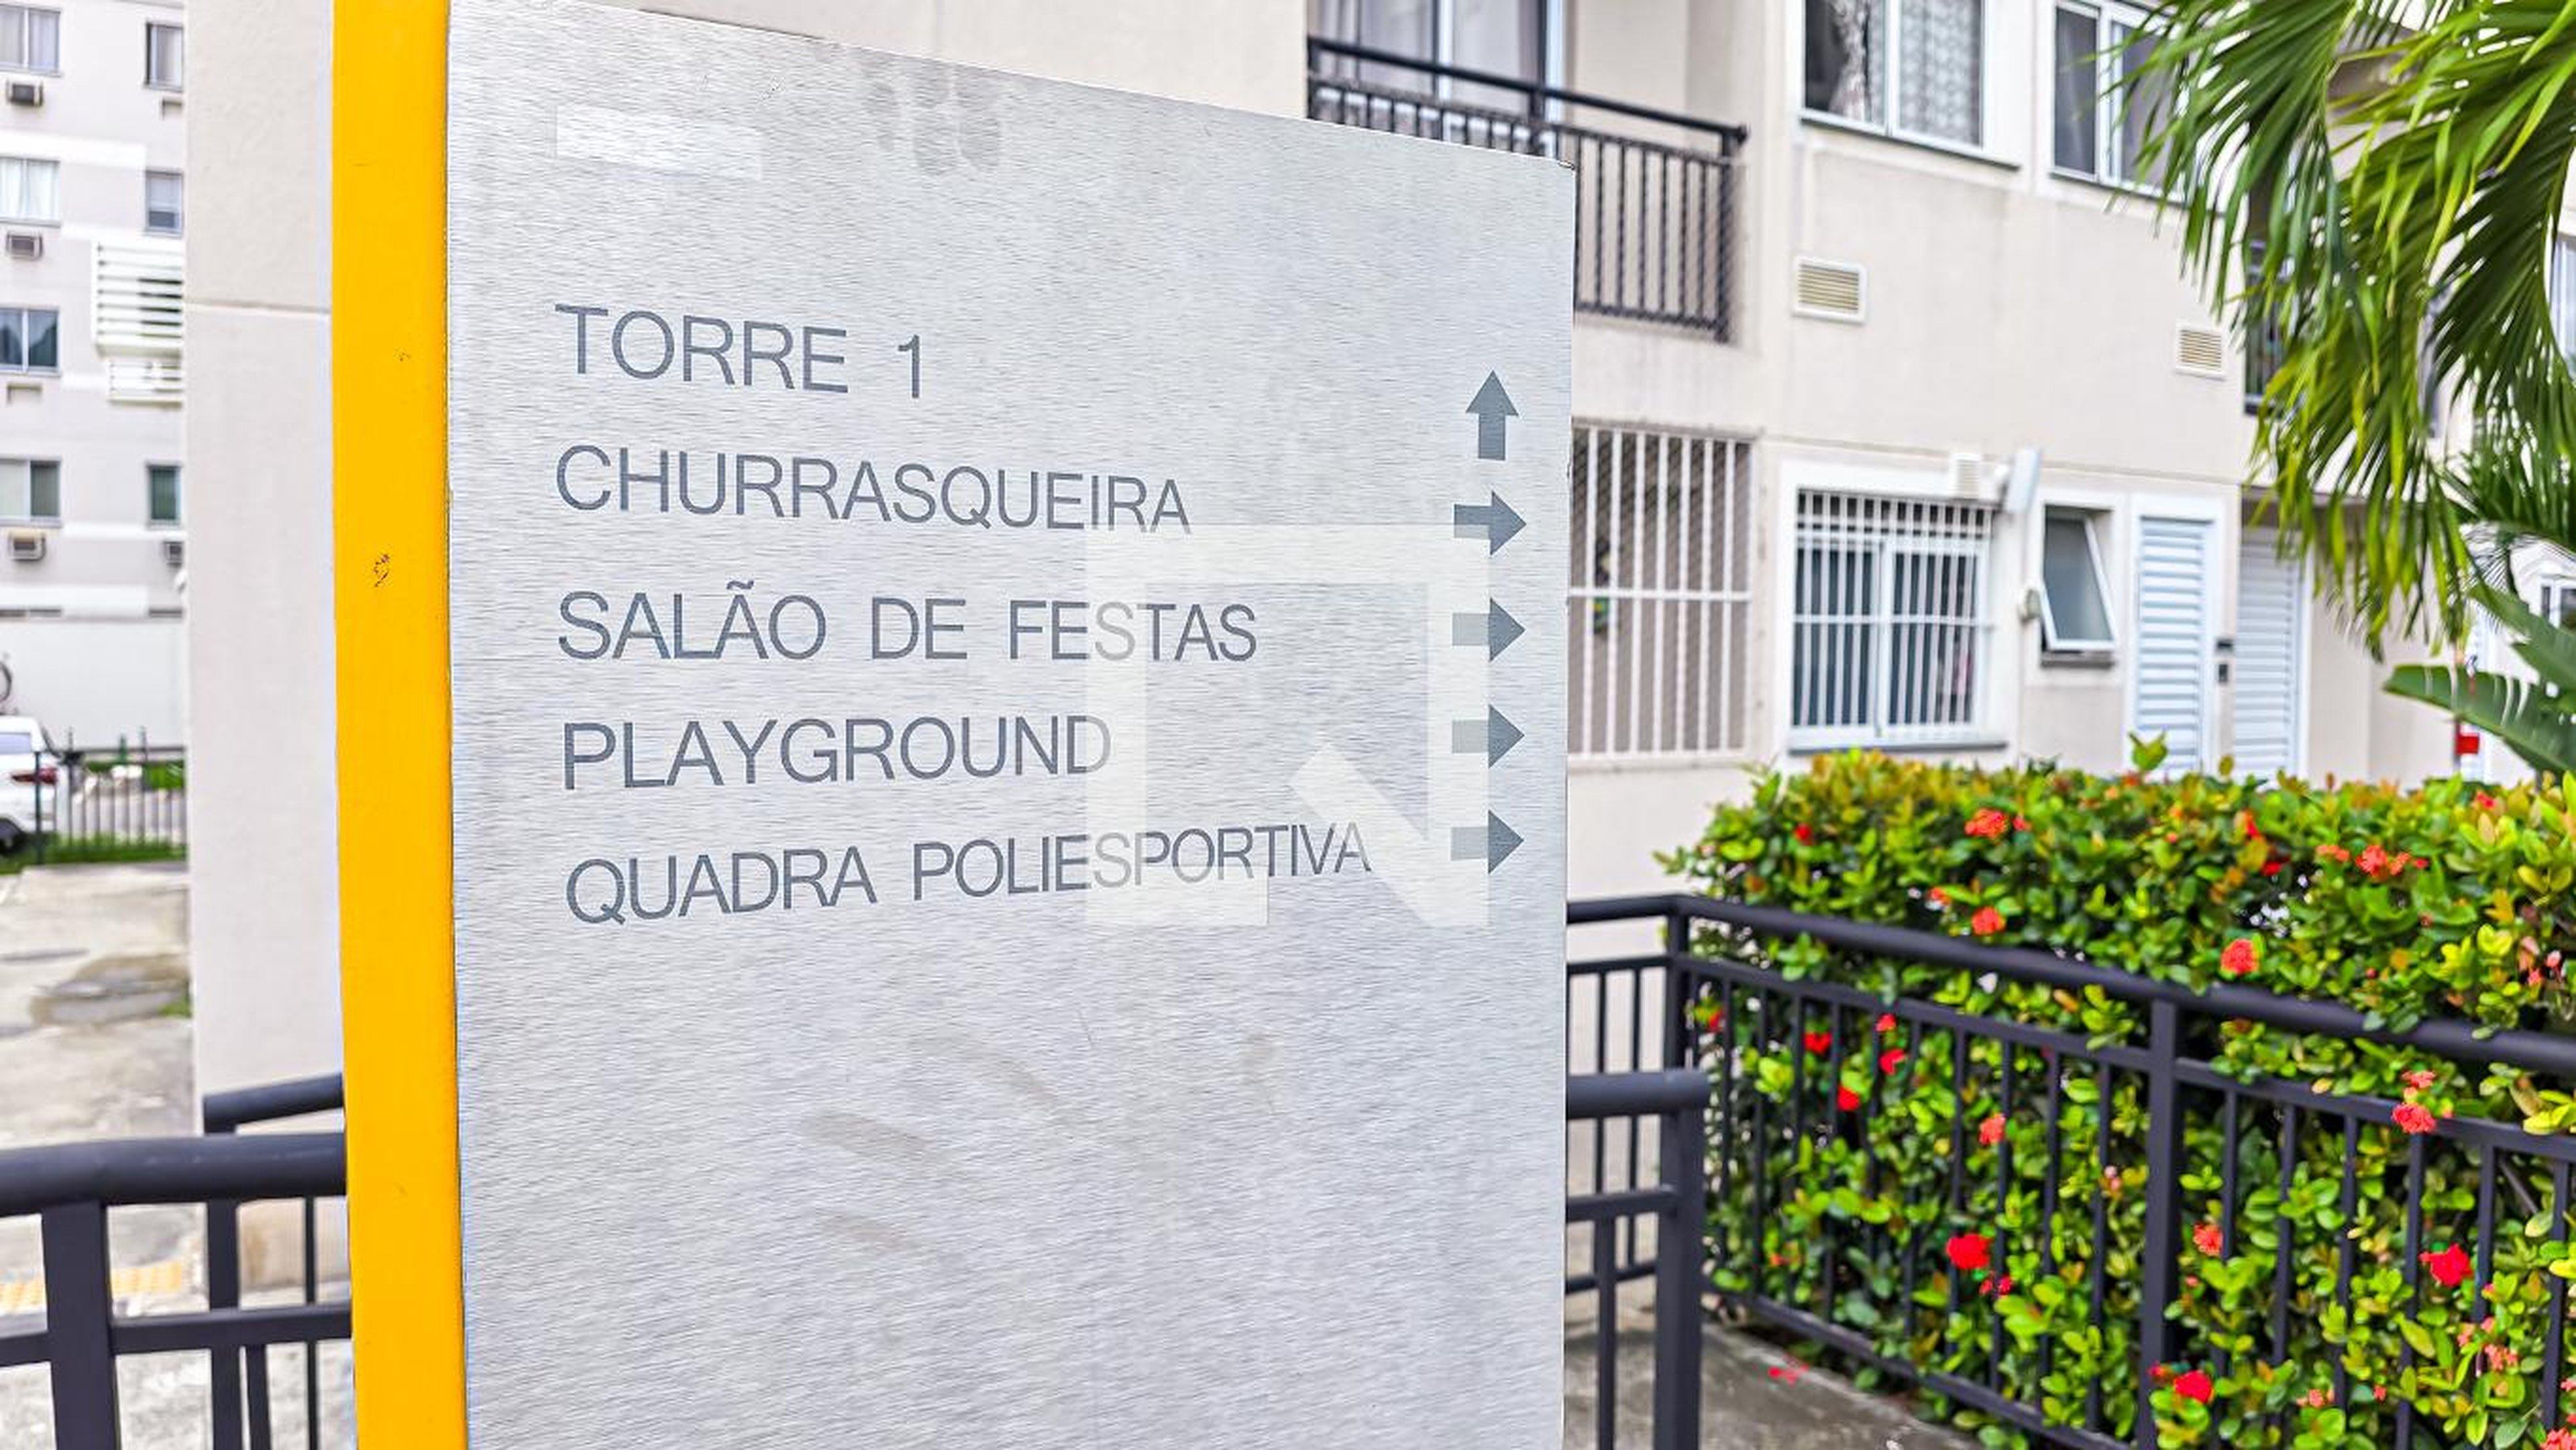 TORRE 1
CHURRASQUEIRA
SALÃO DE FESTAS
PLAYGROUND
QUADRA POLIESPORTIVA